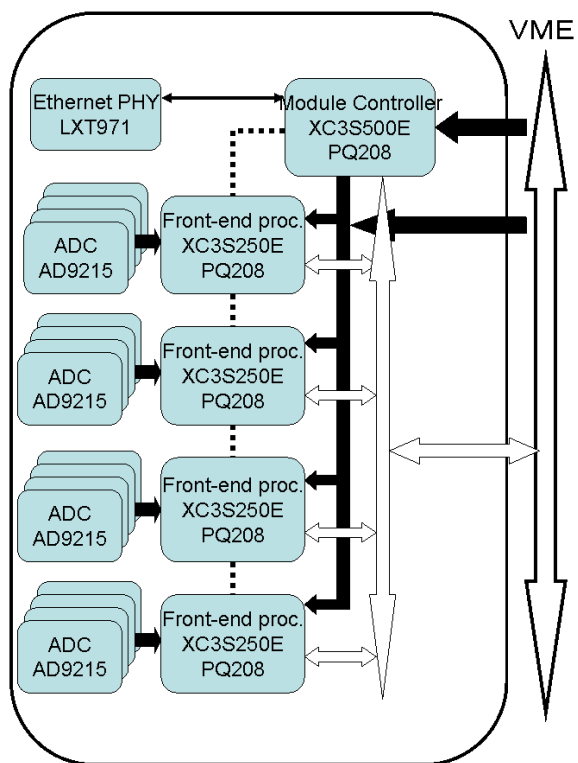 VME
Ethernet PHY
LXT971
Module Controller
XC3S500E
PQ208
ADC
AD9215
Front-end proc.
XC3S250E
PQ208
ADC
AD9215
Front-end proc.
XC3S250E
PQ208
ADC
AD9215
Front-end proc.
XC3S250E
PQ208
ADC
AD9215
Front-end proc.
XC3S250E
PQ208